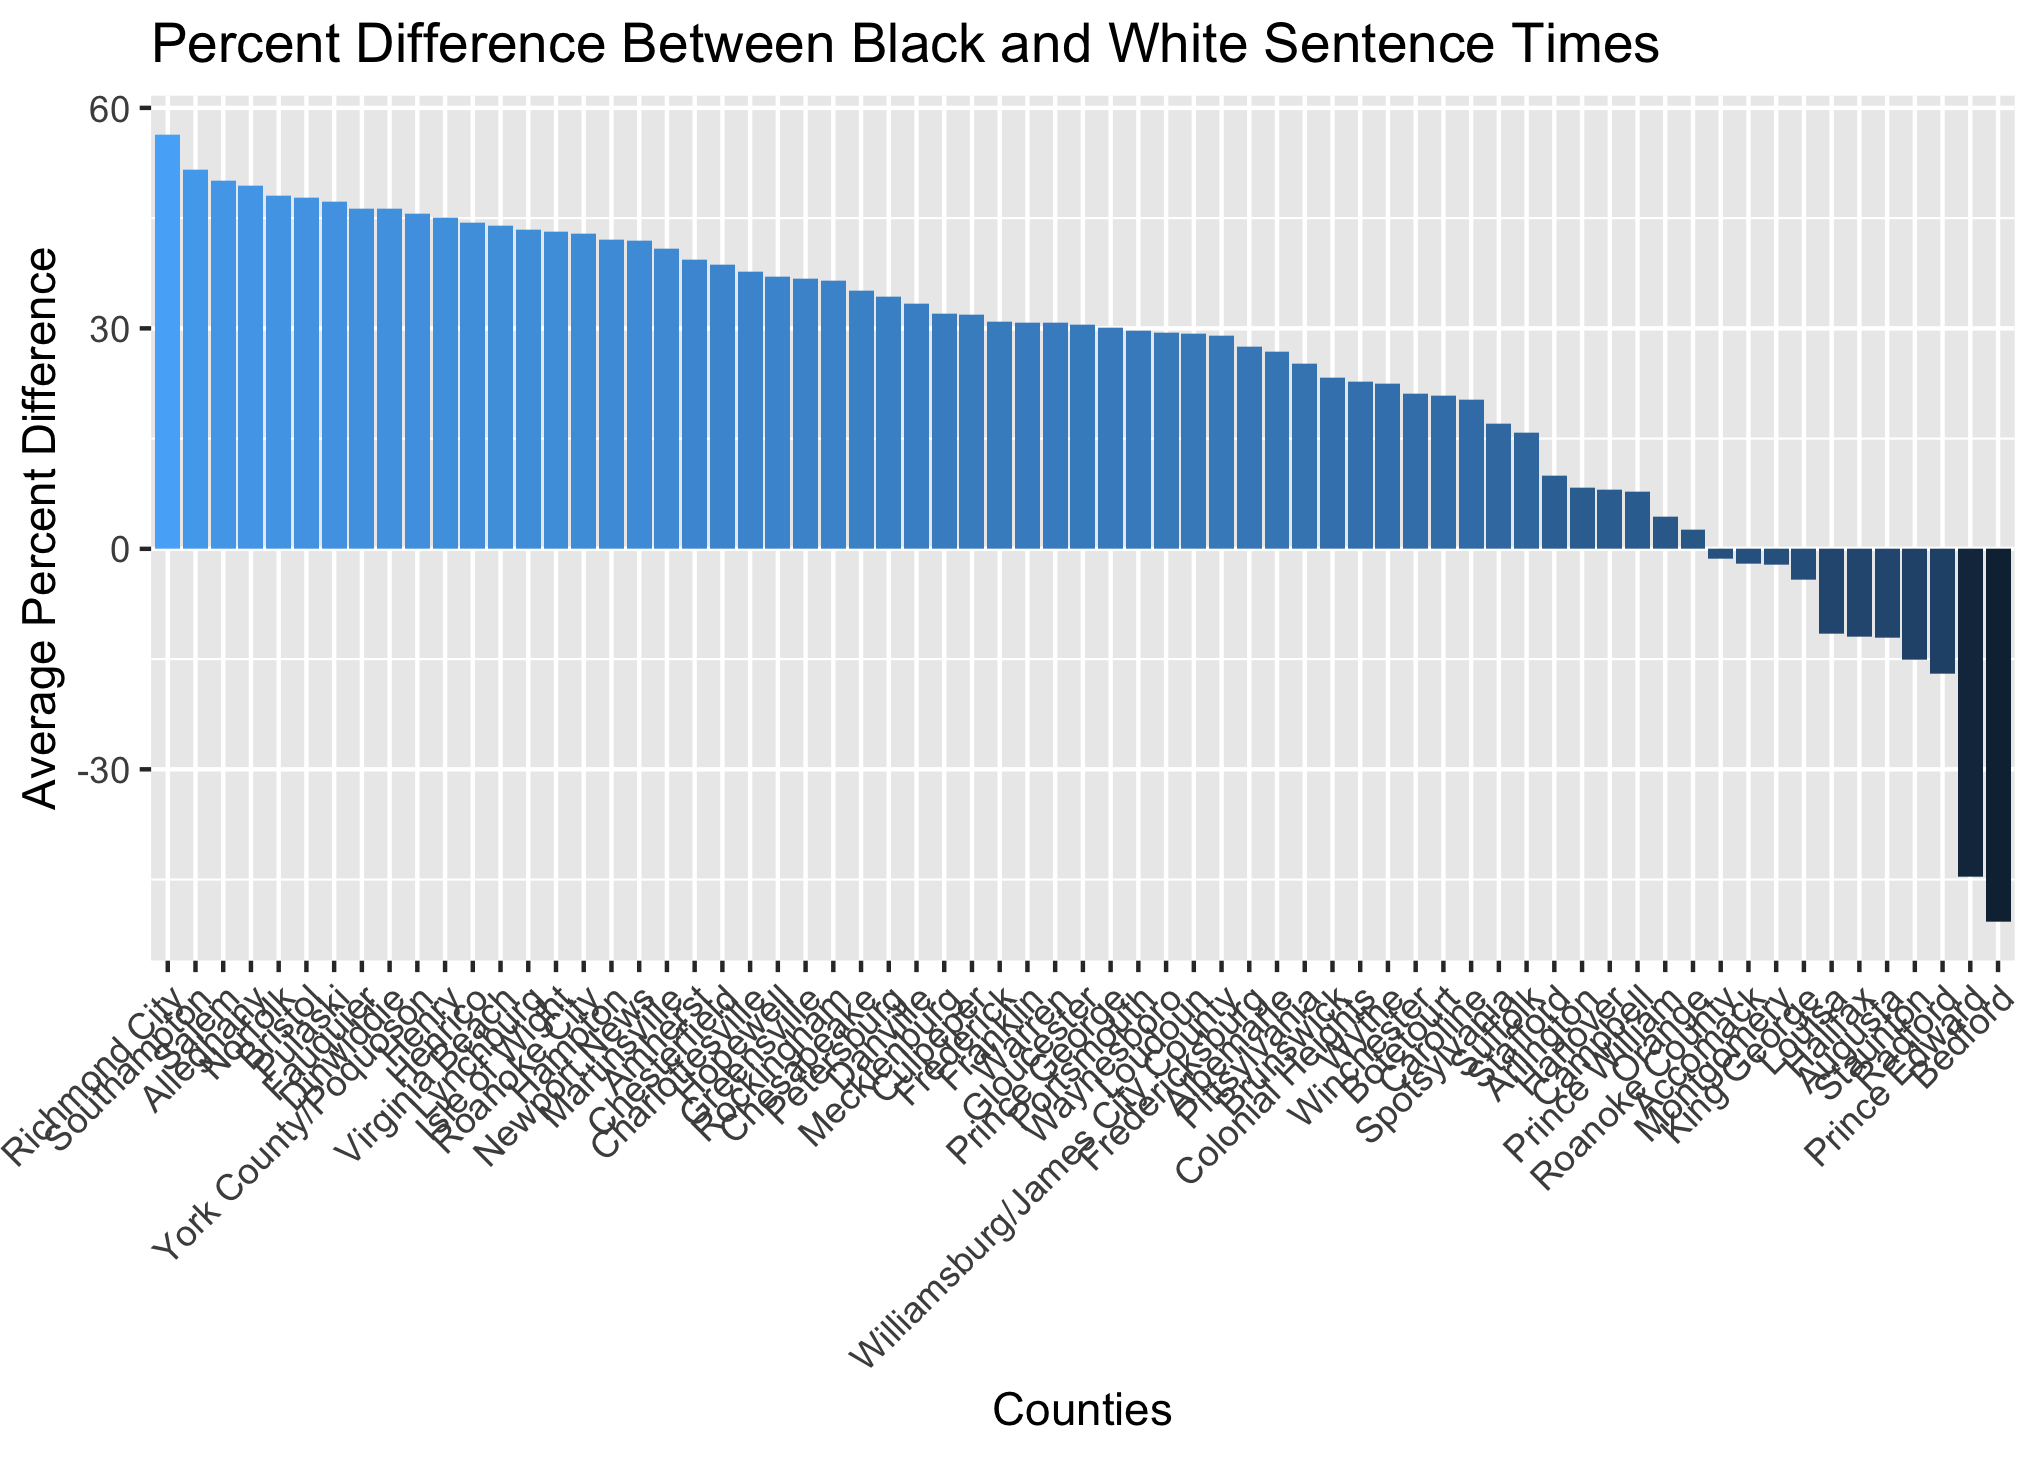 Percent Difference Between Black and White Sentence Times
Average Percent Difference
60
30
0
-30
Richmond City
Southampton
Salem
Alleghany
Norfolk
Bristol
Pulaski
Fauquier
Dinwiddie
York County/Poquoson
Henry
Henrico
Virginia Beach
Lynchburg
Isle of Wight
Roanoke City
Hampton
Newport News
Martinsville
Amherst
Chesterfield
Charlottesville
Hopewell
Greensville
Rockingham
Chesapeake
Petersburg
Danville
Mecklenburg
Culpeper
Frederick
Franklin
Warren
Gloucester
Prince George
Portsmouth
Waynesboro
Loudoun
Williamsburg/James City County
Fredericksburg
Albemarle
Pittsylvania
Brunswick
Colonial Heights
Wythe
Winchester
Botetourt
Caroline
Spotsylvania
Suffolk
Stafford
Arlington
Hanover
Campbell
Prince William
Orange
Roanoke County
Accomack
Montgomery
King George
Louisa
Halifax
Augusta
Staunton
Radford
Prince Edward
Bedford
Counties